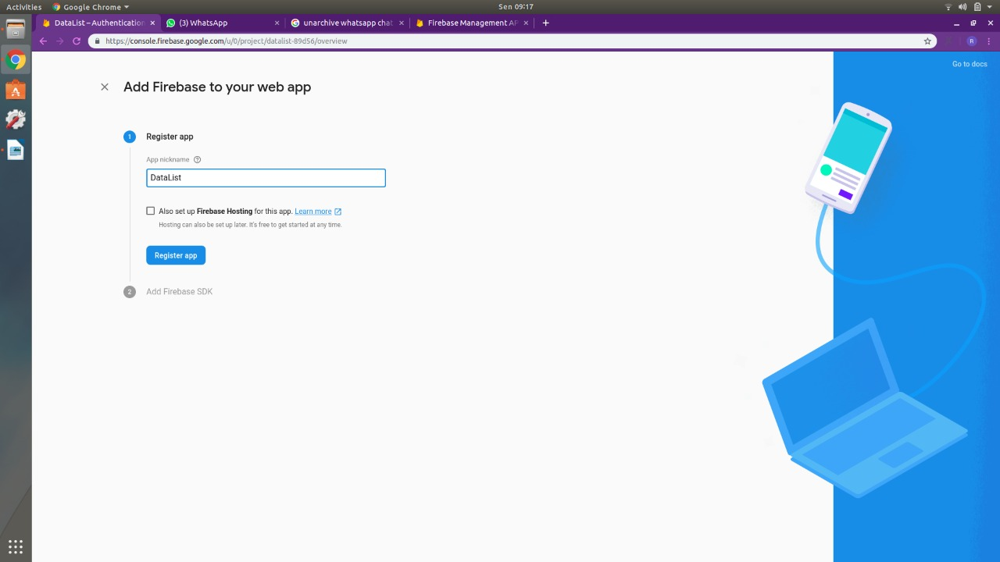 Activities
Google Chrome
Sen 09:17
DataList – Authentication
(3) WhatsApp
unarchive whatsapp chat
Firebase Management AP
https://console.firebase.google.com/u/0/project/datalist-89d56/overview
R
Go to docs
Add Firebase to your web app
1 Register app
App nickname
DataList
Also set up Firebase Hosting for this app. Learn more
Hosting can also be set up later. It's free to get started at any time.
Register app
2 Add Firebase SDK